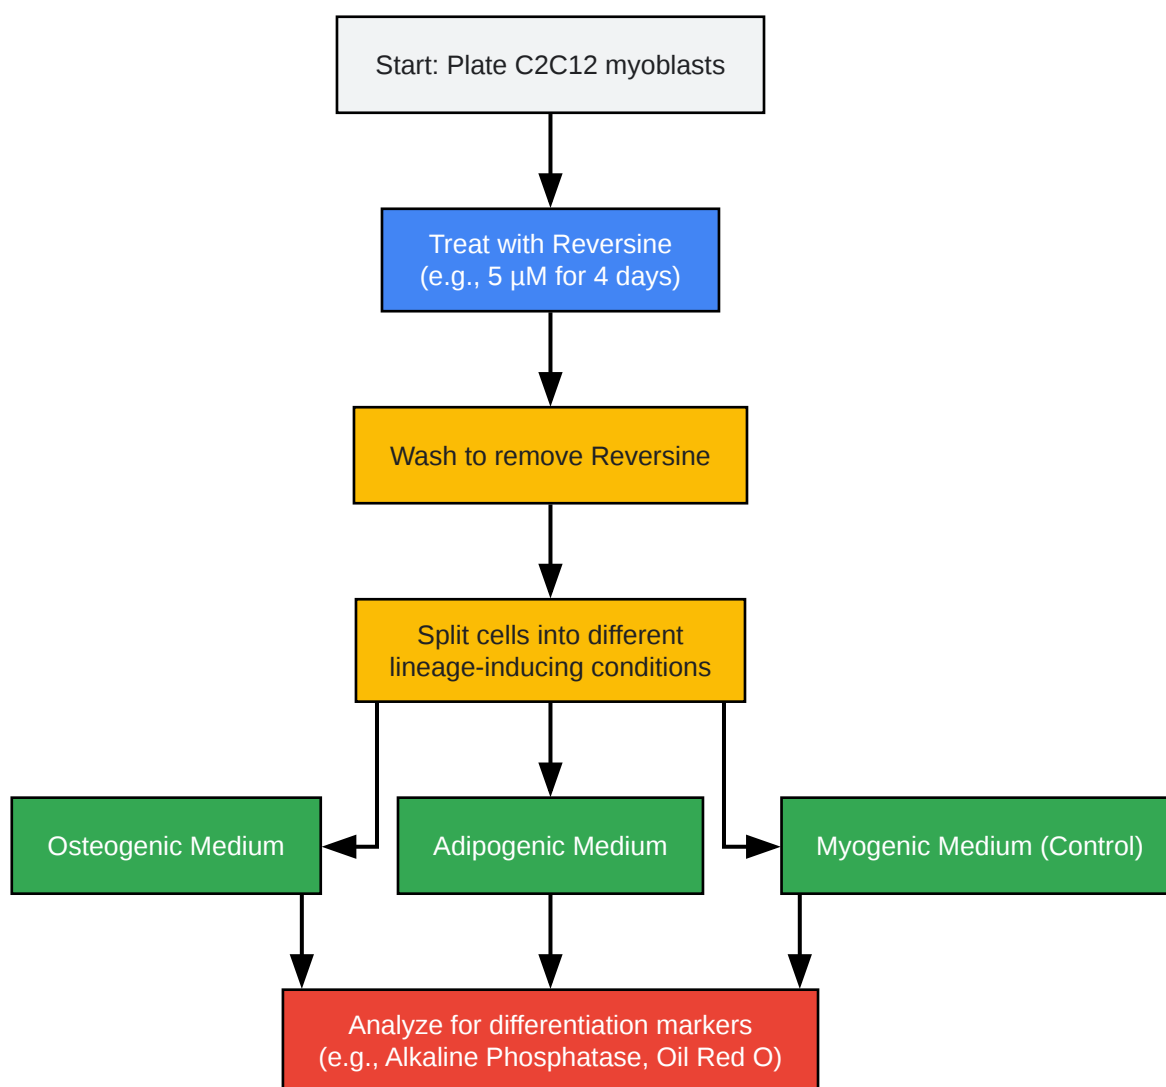 Start: Plate C2C12 myoblasts
Treat with Reversine
(e.g., 5 µM for 4 days)
Wash to remove Reversine
Split cells into different
lineage-inducing conditions
Osteogenic Medium
Adipogenic Medium
Myogenic Medium (Control)
Analyze for differentiation markers
(e.g., Alkaline Phosphatase, Oil Red O)